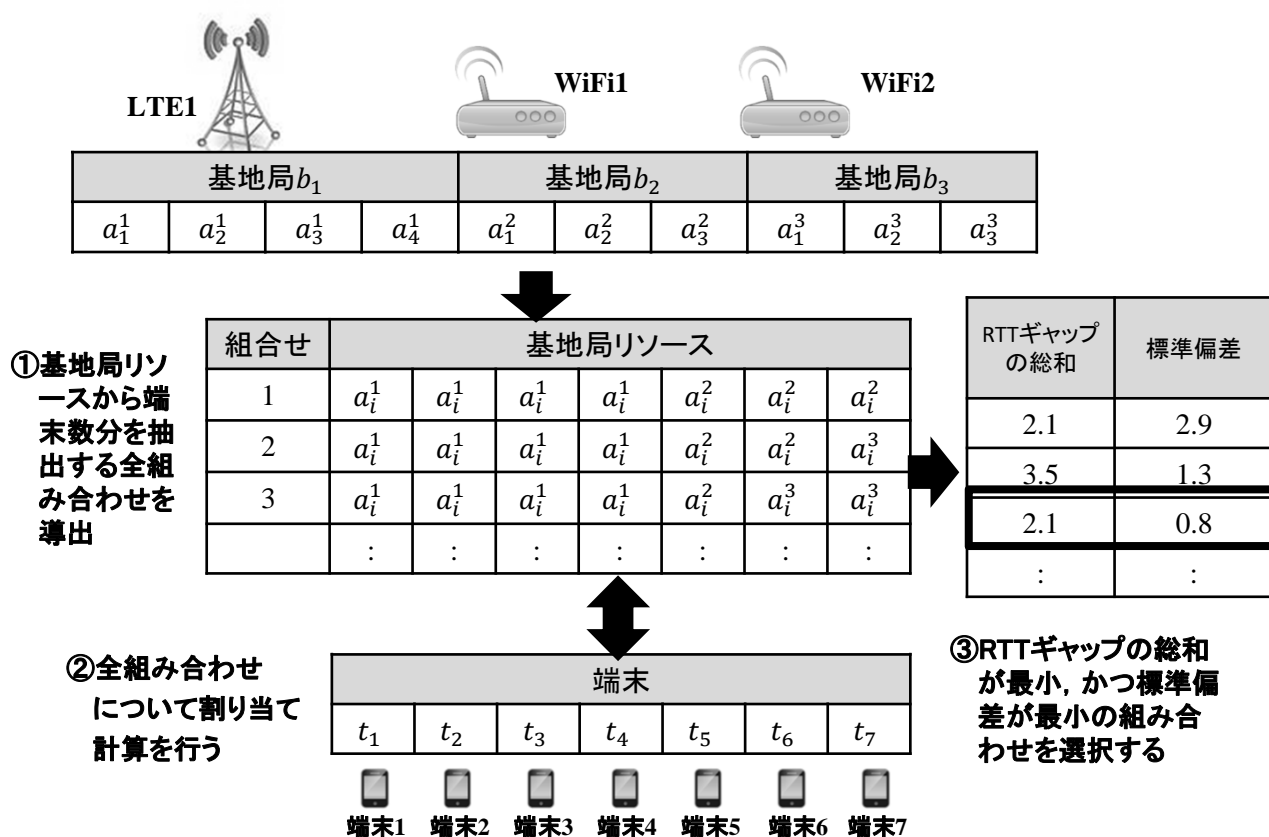 LTE1
WiFi1
WiFi2
基地局b₁ 基地局b₂ 基地局b₃
a₁¹ a₂¹ a₃¹ a₄¹ a₁² a₂² a₃² a₁³ a₂³ a₃³
①基地局リソ
ースから端
末数分を抽
出する全組
み合わせを
導出
組合せ 基地局リソース
1 aᵢ¹ aᵢ¹ aᵢ¹ aᵢ¹ aᵢ² aᵢ² aᵢ²
2 aᵢ¹ aᵢ¹ aᵢ¹ aᵢ¹ aᵢ² aᵢ² aᵢ³
3 aᵢ¹ aᵢ¹ aᵢ¹ aᵢ¹ aᵢ² aᵢ³ aᵢ³
: : : : : : :
RTTギャップ
の総和
標準偏差
2.1 2.9
3.5 1.3
2.1 0.8
: :
②全組み合わせ
について割り当て
計算を行う
端末
t₁ t₂ t₃ t₄ t₅ t₆ t₇
端末1 端末2 端末3 端末4 端末5 端末6 端末7
③RTTギャップの総和
が最小，かつ標準偏
差が最小の組み合
わせを選択する